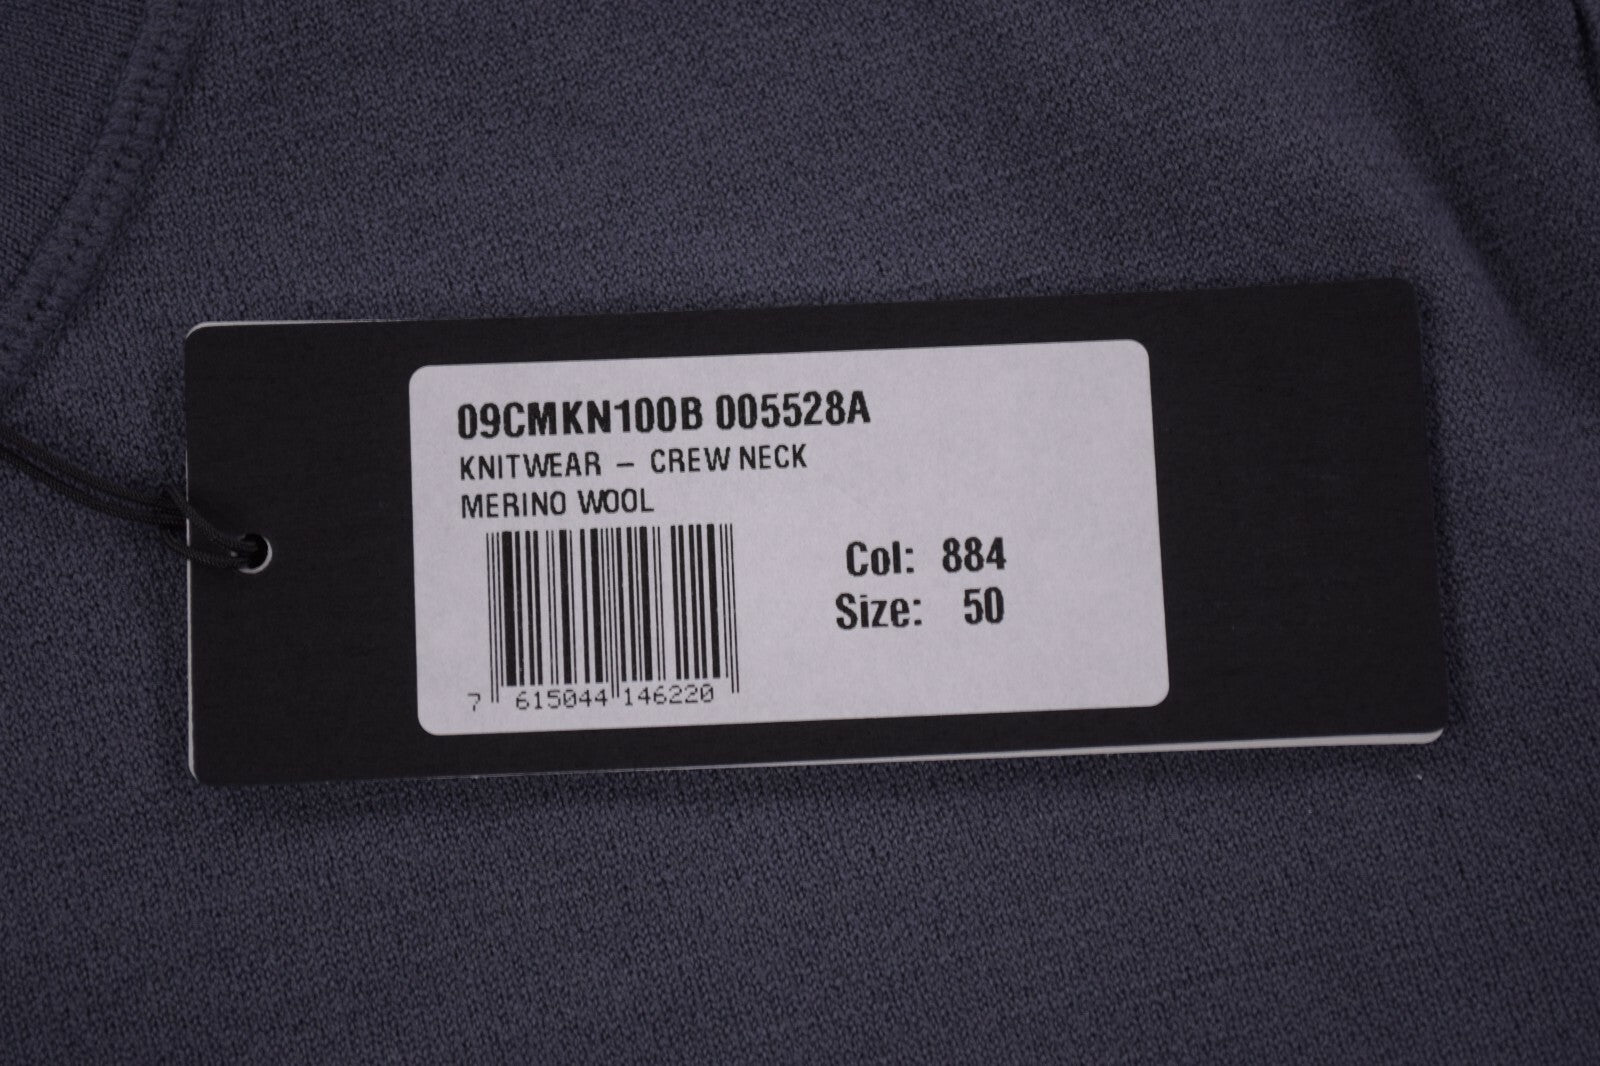 09CMKN100B 005528A
KNITWEAR – CREW NECK
MERINO WOOL
Col: 884
Size: 50
7 615044 146220